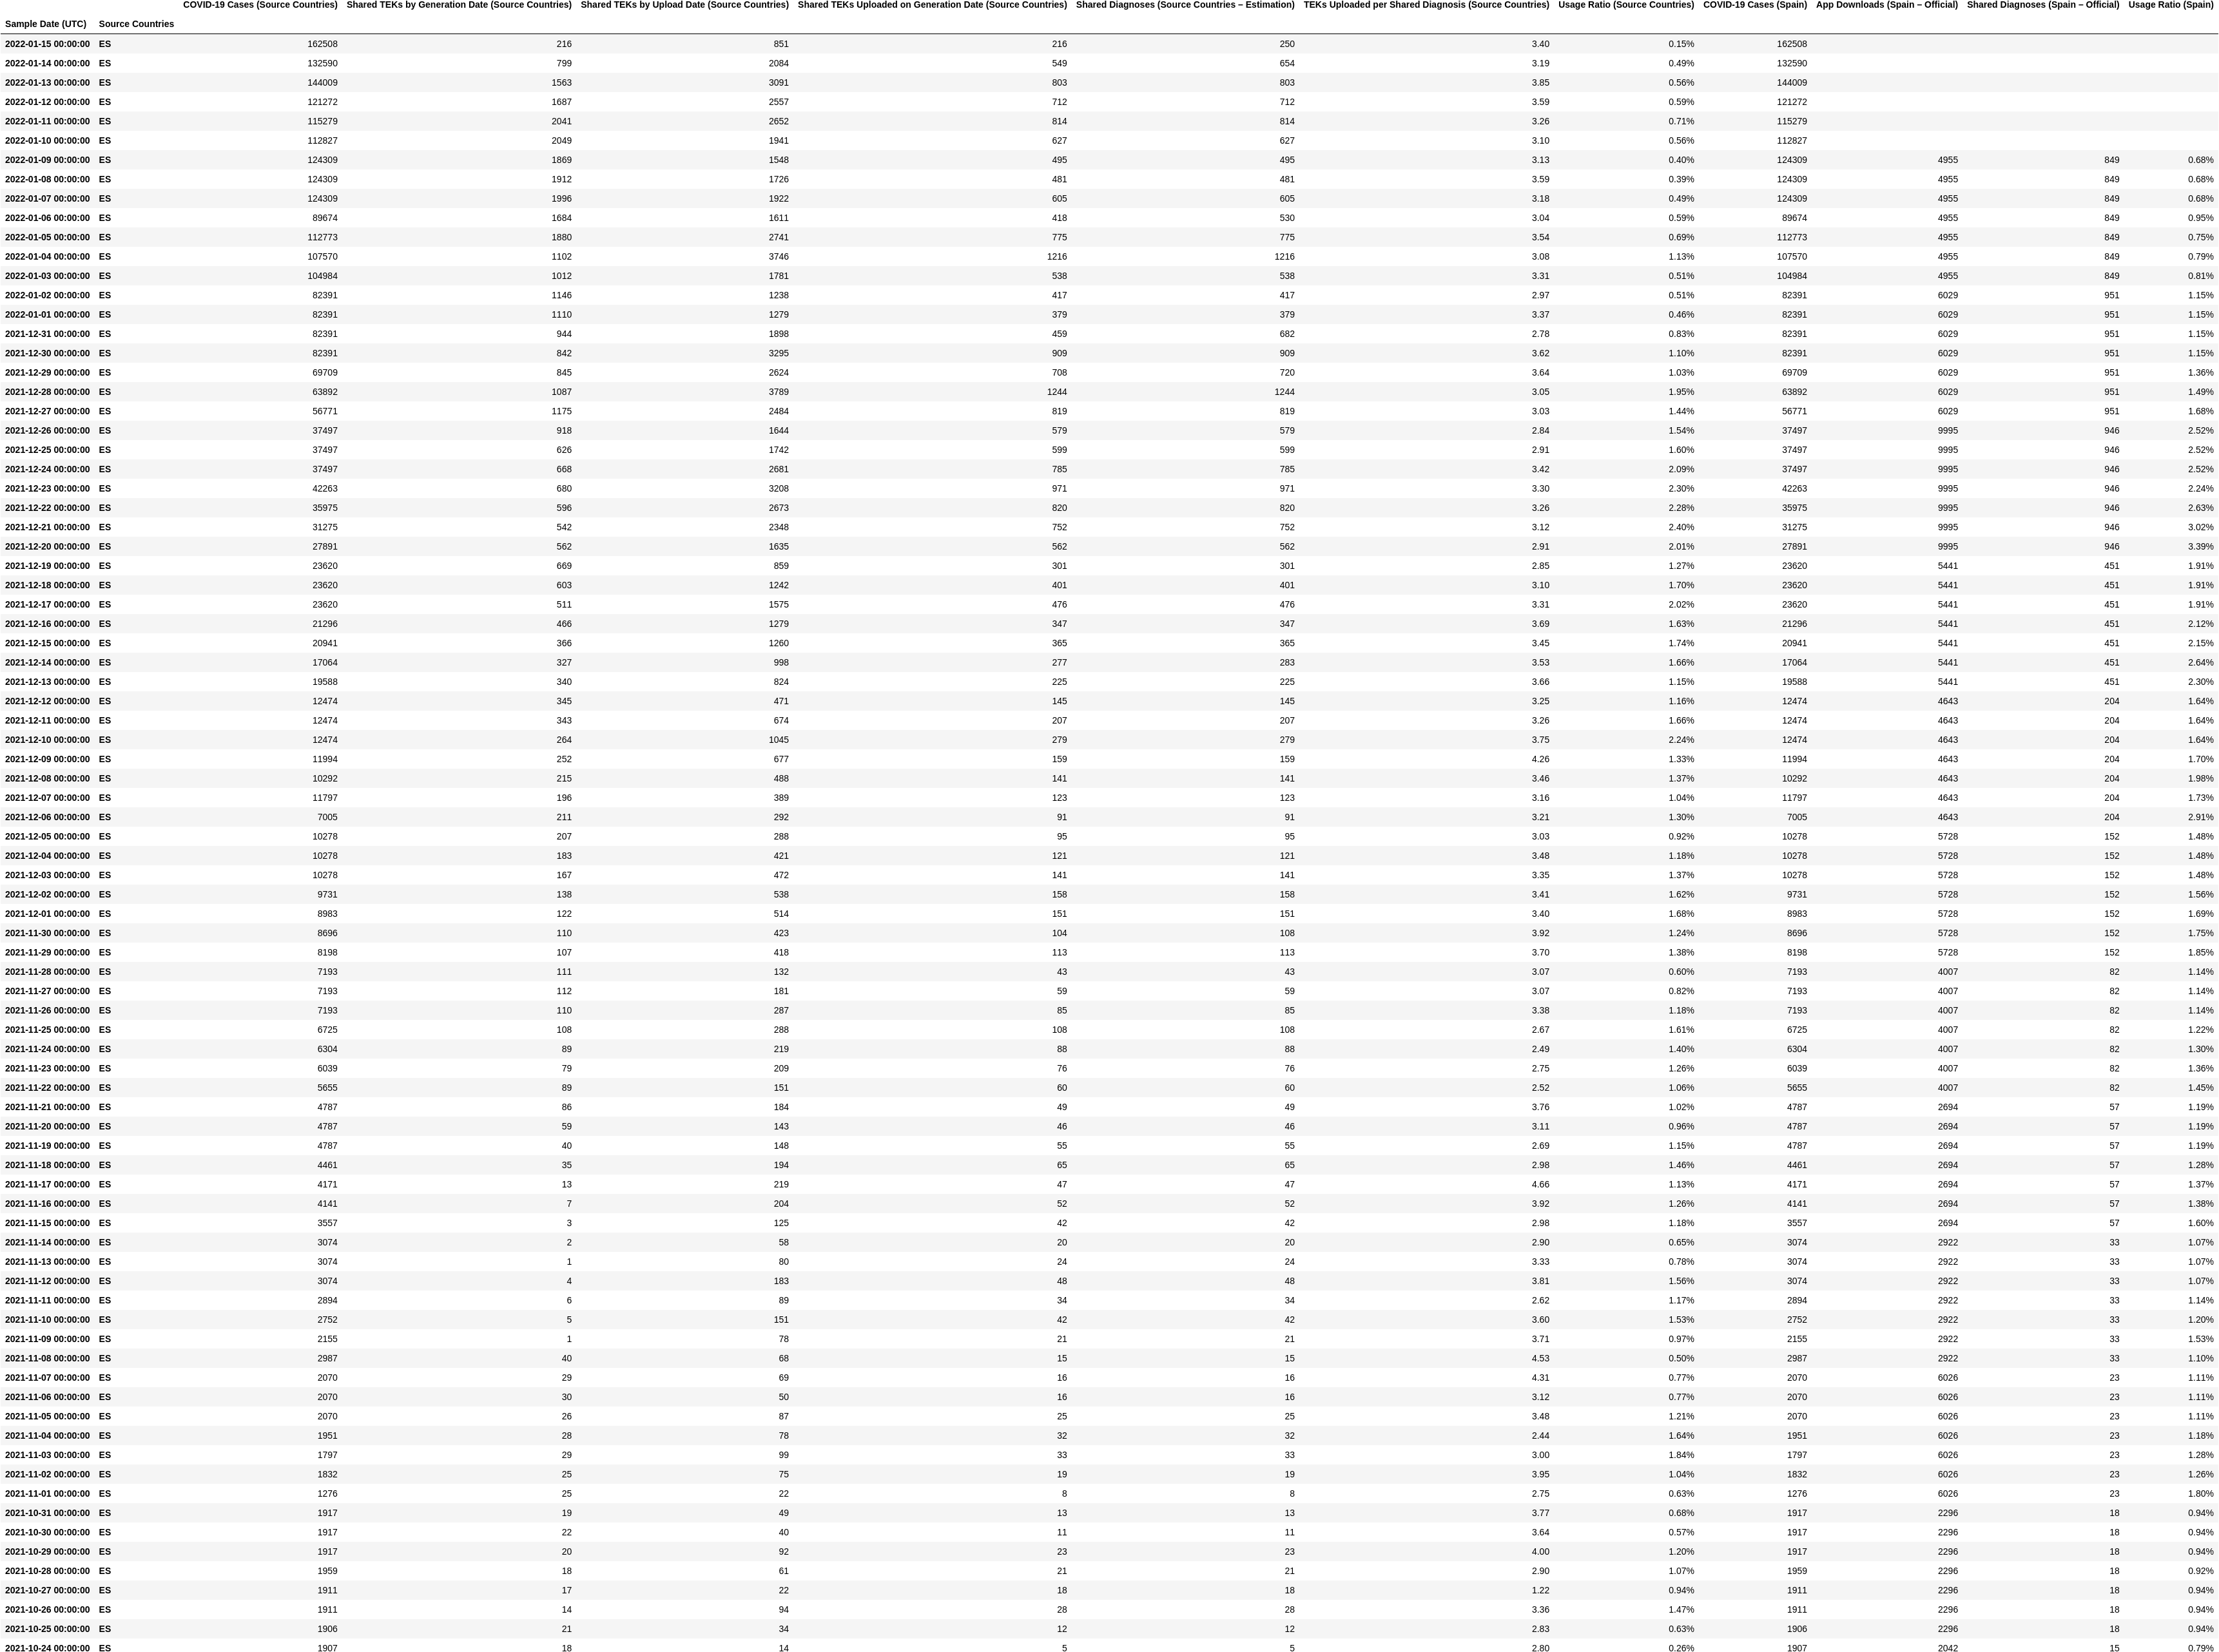 COVID-19 Cases (Source Countries) Shared TEKs by Generation Date (Source Countries) Shared TEKs by Upload Date (Source Countries) Shared TEKs Uploaded on Generation Date (Source Countries) Shared Diagnoses (Source Countries – Estimation) TEKs Uploaded per Shared Diagnosis (Source Countries) Usage Ratio (Source Countries) COVID-19 Cases (Spain) App Downloads (Spain – Official) Shared Diagnoses (Spain – Official) Usage Ratio (Spain)
Sample Date (UTC) Source Countries
2022-01-15 00:00:00 ES 162508 216 851 216 250 3.40 0.15% 162508
2022-01-14 00:00:00 ES 132590 799 2084 549 654 3.19 0.49% 132590
2022-01-13 00:00:00 ES 144009 1563 3091 803 803 3.85 0.56% 144009
2022-01-12 00:00:00 ES 121272 1687 2557 712 712 3.59 0.59% 121272
2022-01-11 00:00:00 ES 115279 2041 2652 814 814 3.26 0.71% 115279
2022-01-10 00:00:00 ES 112827 2049 1941 627 627 3.10 0.56% 112827
2022-01-09 00:00:00 ES 124309 1869 1548 495 495 3.13 0.40% 124309 4955 849 0.68%
2022-01-08 00:00:00 ES 124309 1912 1726 481 481 3.59 0.39% 124309 4955 849 0.68%
2022-01-07 00:00:00 ES 124309 1996 1922 605 605 3.18 0.49% 124309 4955 849 0.68%
2022-01-06 00:00:00 ES 89674 1684 1611 418 530 3.04 0.59% 89674 4955 849 0.95%
2022-01-05 00:00:00 ES 112773 1880 2741 775 775 3.54 0.69% 112773 4955 849 0.75%
2022-01-04 00:00:00 ES 107570 1102 3746 1216 1216 3.08 1.13% 107570 4955 849 0.79%
2022-01-03 00:00:00 ES 104984 1012 1781 538 538 3.31 0.51% 104984 4955 849 0.81%
2022-01-02 00:00:00 ES 82391 1146 1238 417 417 2.97 0.51% 82391 6029 951 1.15%
2022-01-01 00:00:00 ES 82391 1110 1279 379 379 3.37 0.46% 82391 6029 951 1.15%
2021-12-31 00:00:00 ES 82391 944 1898 459 682 2.78 0.83% 82391 6029 951 1.15%
2021-12-30 00:00:00 ES 82391 842 3295 909 909 3.62 1.10% 82391 6029 951 1.15%
2021-12-29 00:00:00 ES 69709 845 2624 708 720 3.64 1.03% 69709 6029 951 1.36%
2021-12-28 00:00:00 ES 63892 1087 3789 1244 1244 3.05 1.95% 63892 6029 951 1.49%
2021-12-27 00:00:00 ES 56771 1175 2484 819 819 3.03 1.44% 56771 6029 951 1.68%
2021-12-26 00:00:00 ES 37497 918 1644 579 579 2.84 1.54% 37497 9995 946 2.52%
2021-12-25 00:00:00 ES 37497 626 1742 599 599 2.91 1.60% 37497 9995 946 2.52%
2021-12-24 00:00:00 ES 37497 668 2681 785 785 3.42 2.09% 37497 9995 946 2.52%
2021-12-23 00:00:00 ES 42263 680 3208 971 971 3.30 2.30% 42263 9995 946 2.24%
2021-12-22 00:00:00 ES 35975 596 2673 820 820 3.26 2.28% 35975 9995 946 2.63%
2021-12-21 00:00:00 ES 31275 542 2348 752 752 3.12 2.40% 31275 9995 946 3.02%
2021-12-20 00:00:00 ES 27891 562 1635 562 562 2.91 2.01% 27891 9995 946 3.39%
2021-12-19 00:00:00 ES 23620 669 859 301 301 2.85 1.27% 23620 5441 451 1.91%
2021-12-18 00:00:00 ES 23620 603 1242 401 401 3.10 1.70% 23620 5441 451 1.91%
2021-12-17 00:00:00 ES 23620 511 1575 476 476 3.31 2.02% 23620 5441 451 1.91%
2021-12-16 00:00:00 ES 21296 466 1279 347 347 3.69 1.63% 21296 5441 451 2.12%
2021-12-15 00:00:00 ES 20941 366 1260 365 365 3.45 1.74% 20941 5441 451 2.15%
2021-12-14 00:00:00 ES 17064 327 998 277 283 3.53 1.66% 17064 5441 451 2.64%
2021-12-13 00:00:00 ES 19588 340 824 225 225 3.66 1.15% 19588 5441 451 2.30%
2021-12-12 00:00:00 ES 12474 345 471 145 145 3.25 1.16% 12474 4643 204 1.64%
2021-12-11 00:00:00 ES 12474 343 674 207 207 3.26 1.66% 12474 4643 204 1.64%
2021-12-10 00:00:00 ES 12474 264 1045 279 279 3.75 2.24% 12474 4643 204 1.64%
2021-12-09 00:00:00 ES 11994 252 677 159 159 4.26 1.33% 11994 4643 204 1.70%
2021-12-08 00:00:00 ES 10292 215 488 141 141 3.46 1.37% 10292 4643 204 1.98%
2021-12-07 00:00:00 ES 11797 196 389 123 123 3.16 1.04% 11797 4643 204 1.73%
2021-12-06 00:00:00 ES 7005 211 292 91 91 3.21 1.30% 7005 4643 204 2.91%
2021-12-05 00:00:00 ES 10278 207 288 95 95 3.03 0.92% 10278 5728 152 1.48%
2021-12-04 00:00:00 ES 10278 183 421 121 121 3.48 1.18% 10278 5728 152 1.48%
2021-12-03 00:00:00 ES 10278 167 472 141 141 3.35 1.37% 10278 5728 152 1.48%
2021-12-02 00:00:00 ES 9731 138 538 158 158 3.41 1.62% 9731 5728 152 1.56%
2021-12-01 00:00:00 ES 8983 122 514 151 151 3.40 1.68% 8983 5728 152 1.69%
2021-11-30 00:00:00 ES 8696 110 423 104 108 3.92 1.24% 8696 5728 152 1.75%
2021-11-29 00:00:00 ES 8198 107 418 113 113 3.70 1.38% 8198 5728 152 1.85%
2021-11-28 00:00:00 ES 7193 111 132 43 43 3.07 0.60% 7193 4007 82 1.14%
2021-11-27 00:00:00 ES 7193 112 181 59 59 3.07 0.82% 7193 4007 82 1.14%
2021-11-26 00:00:00 ES 7193 110 287 85 85 3.38 1.18% 7193 4007 82 1.14%
2021-11-25 00:00:00 ES 6725 108 288 108 108 2.67 1.61% 6725 4007 82 1.22%
2021-11-24 00:00:00 ES 6304 89 219 88 88 2.49 1.40% 6304 4007 82 1.30%
2021-11-23 00:00:00 ES 6039 79 209 76 76 2.75 1.26% 6039 4007 82 1.36%
2021-11-22 00:00:00 ES 5655 89 151 60 60 2.52 1.06% 5655 4007 82 1.45%
2021-11-21 00:00:00 ES 4787 86 184 49 49 3.76 1.02% 4787 2694 57 1.19%
2021-11-20 00:00:00 ES 4787 59 143 46 46 3.11 0.96% 4787 2694 57 1.19%
2021-11-19 00:00:00 ES 4787 40 148 55 55 2.69 1.15% 4787 2694 57 1.19%
2021-11-18 00:00:00 ES 4461 35 194 65 65 2.98 1.46% 4461 2694 57 1.28%
2021-11-17 00:00:00 ES 4171 13 219 47 47 4.66 1.13% 4171 2694 57 1.37%
2021-11-16 00:00:00 ES 4141 7 204 52 52 3.92 1.26% 4141 2694 57 1.38%
2021-11-15 00:00:00 ES 3557 3 125 42 42 2.98 1.18% 3557 2694 57 1.60%
2021-11-14 00:00:00 ES 3074 2 58 20 20 2.90 0.65% 3074 2922 33 1.07%
2021-11-13 00:00:00 ES 3074 1 80 24 24 3.33 0.78% 3074 2922 33 1.07%
2021-11-12 00:00:00 ES 3074 4 183 48 48 3.81 1.56% 3074 2922 33 1.07%
2021-11-11 00:00:00 ES 2894 6 89 34 34 2.62 1.17% 2894 2922 33 1.14%
2021-11-10 00:00:00 ES 2752 5 151 42 42 3.60 1.53% 2752 2922 33 1.20%
2021-11-09 00:00:00 ES 2155 1 78 21 21 3.71 0.97% 2155 2922 33 1.53%
2021-11-08 00:00:00 ES 2987 40 68 15 15 4.53 0.50% 2987 2922 33 1.10%
2021-11-07 00:00:00 ES 2070 29 69 16 16 4.31 0.77% 2070 6026 23 1.11%
2021-11-06 00:00:00 ES 2070 30 50 16 16 3.12 0.77% 2070 6026 23 1.11%
2021-11-05 00:00:00 ES 2070 26 87 25 25 3.48 1.21% 2070 6026 23 1.11%
2021-11-04 00:00:00 ES 1951 28 78 32 32 2.44 1.64% 1951 6026 23 1.18%
2021-11-03 00:00:00 ES 1797 29 99 33 33 3.00 1.84% 1797 6026 23 1.28%
2021-11-02 00:00:00 ES 1832 25 75 19 19 3.95 1.04% 1832 6026 23 1.26%
2021-11-01 00:00:00 ES 1276 25 22 8 8 2.75 0.63% 1276 6026 23 1.80%
2021-10-31 00:00:00 ES 1917 19 49 13 13 3.77 0.68% 1917 2296 18 0.94%
2021-10-30 00:00:00 ES 1917 22 40 11 11 3.64 0.57% 1917 2296 18 0.94%
2021-10-29 00:00:00 ES 1917 20 92 23 23 4.00 1.20% 1917 2296 18 0.94%
2021-10-28 00:00:00 ES 1959 18 61 21 21 2.90 1.07% 1959 2296 18 0.92%
2021-10-27 00:00:00 ES 1911 17 22 18 18 1.22 0.94% 1911 2296 18 0.94%
2021-10-26 00:00:00 ES 1911 14 94 28 28 3.36 1.47% 1911 2296 18 0.94%
2021-10-25 00:00:00 ES 1906 21 34 12 12 2.83 0.63% 1906 2296 18 0.94%
2021-10-24 00:00:00 ES 1907 18 14 5 5 2.80 0.26% 1907 2042 15 0.79%